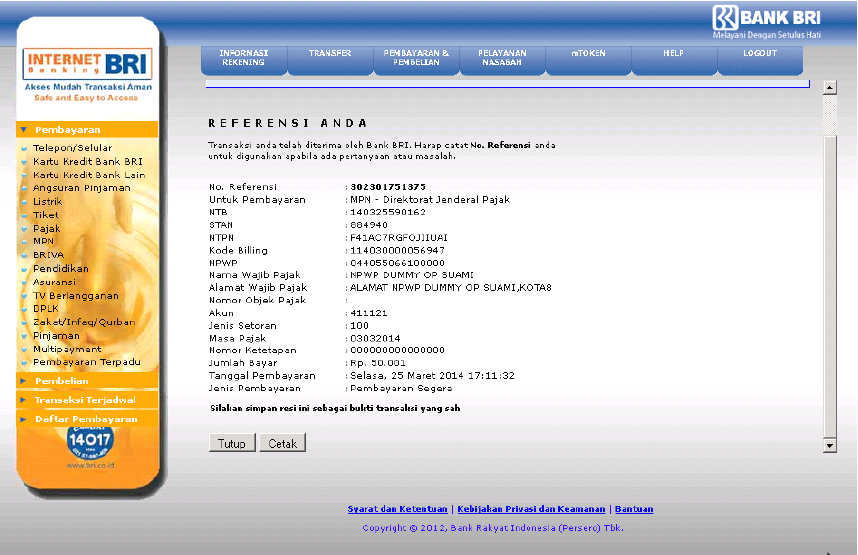 BANK BRI
Melayani Dengan Setulus Hati
INTERNET BRI
Banking
Akses Mudah Transaksi Aman
Safe and Easy to Access
INFORMASI REKENING
TRANSFER
PEMBAYARAN & PEMBELIAN
PELAYANAN NASABAH
mTOKEN
HELP
LOGOUT
Pembayaran
Telepon/Selular
Kartu Kredit Bank BRI
Kartu Kredit Bank Lain
Angsuran Pinjaman
Listrik
Tiket
Pajak
MPN
BRIVA
Pendidikan
Asuransi
TV Berlangganan
DPLK
Zakat/Infaq/Qurban
Pinjaman
Multipayment
Pembayaran Terpadu
Pembelian
Transaksi Terjadwal
Daftar Pembayaran
14017
www.bri.co.id
REFERENSI ANDA
Transaksi anda telah diterima oleh Bank BRI. Harap catat No. Referensi anda
untuk digunakan apabila ada pertanyaan atau masalah.
No. Referensi : 302301751375
Untuk Pembayaran : MPN - Direktorat Jenderal Pajak
NTB : 140325590162
STAN : 884940
NTPN : F41AC7RGFOJIIUAI
Kode Billing : 114030000056947
NPWP : 044055066100000
Nama Wajib Pajak : NPWP DUMMY OP SUAMI
Alamat Wajib Pajak : ALAMAT NPWP DUMMY OP SUAMI,KOTA8
Nomor Objek Pajak :
Akun : 411121
Jenis Setoran : 100
Masa Pajak : 03032014
Nomor Ketetapan : 000000000000000
Jumlah Bayar : Rp. 50.001
Tanggal Pembayaran : Selasa, 25 Maret 2014 17:11:32
Jenis Pembayaran : Pembayaran Segera
Silakan simpan resi ini sebagai bukti transaksi yang sah
Tutup Cetak
Syarat dan Ketentuan | Kebijakan Privasi dan Keamanan | Bantuan
Copyright © 2012, Bank Rakyat Indonesia (Persero) Tbk.